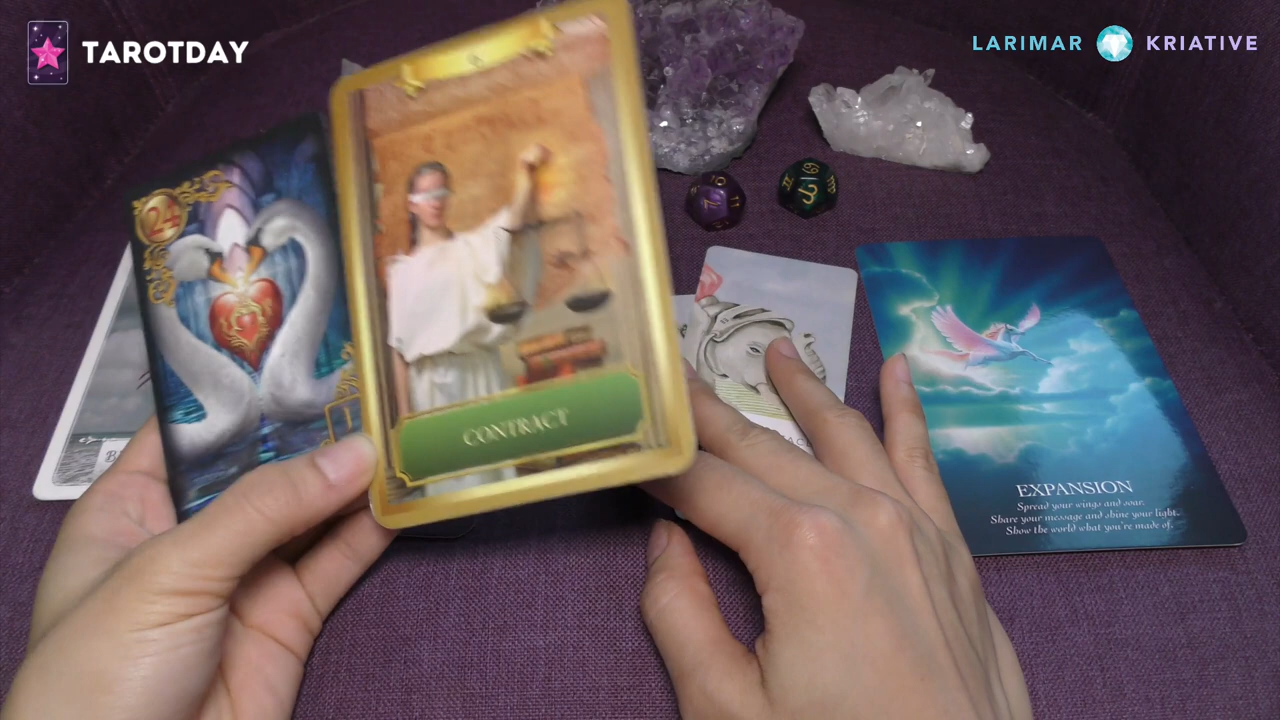 TAROTDAY
LARIMAR KRIATIVE
24
CONTRACT
EXPANSION
Spread your wings and soar.
Share your message and shine your light.
Show the world what you're made of.